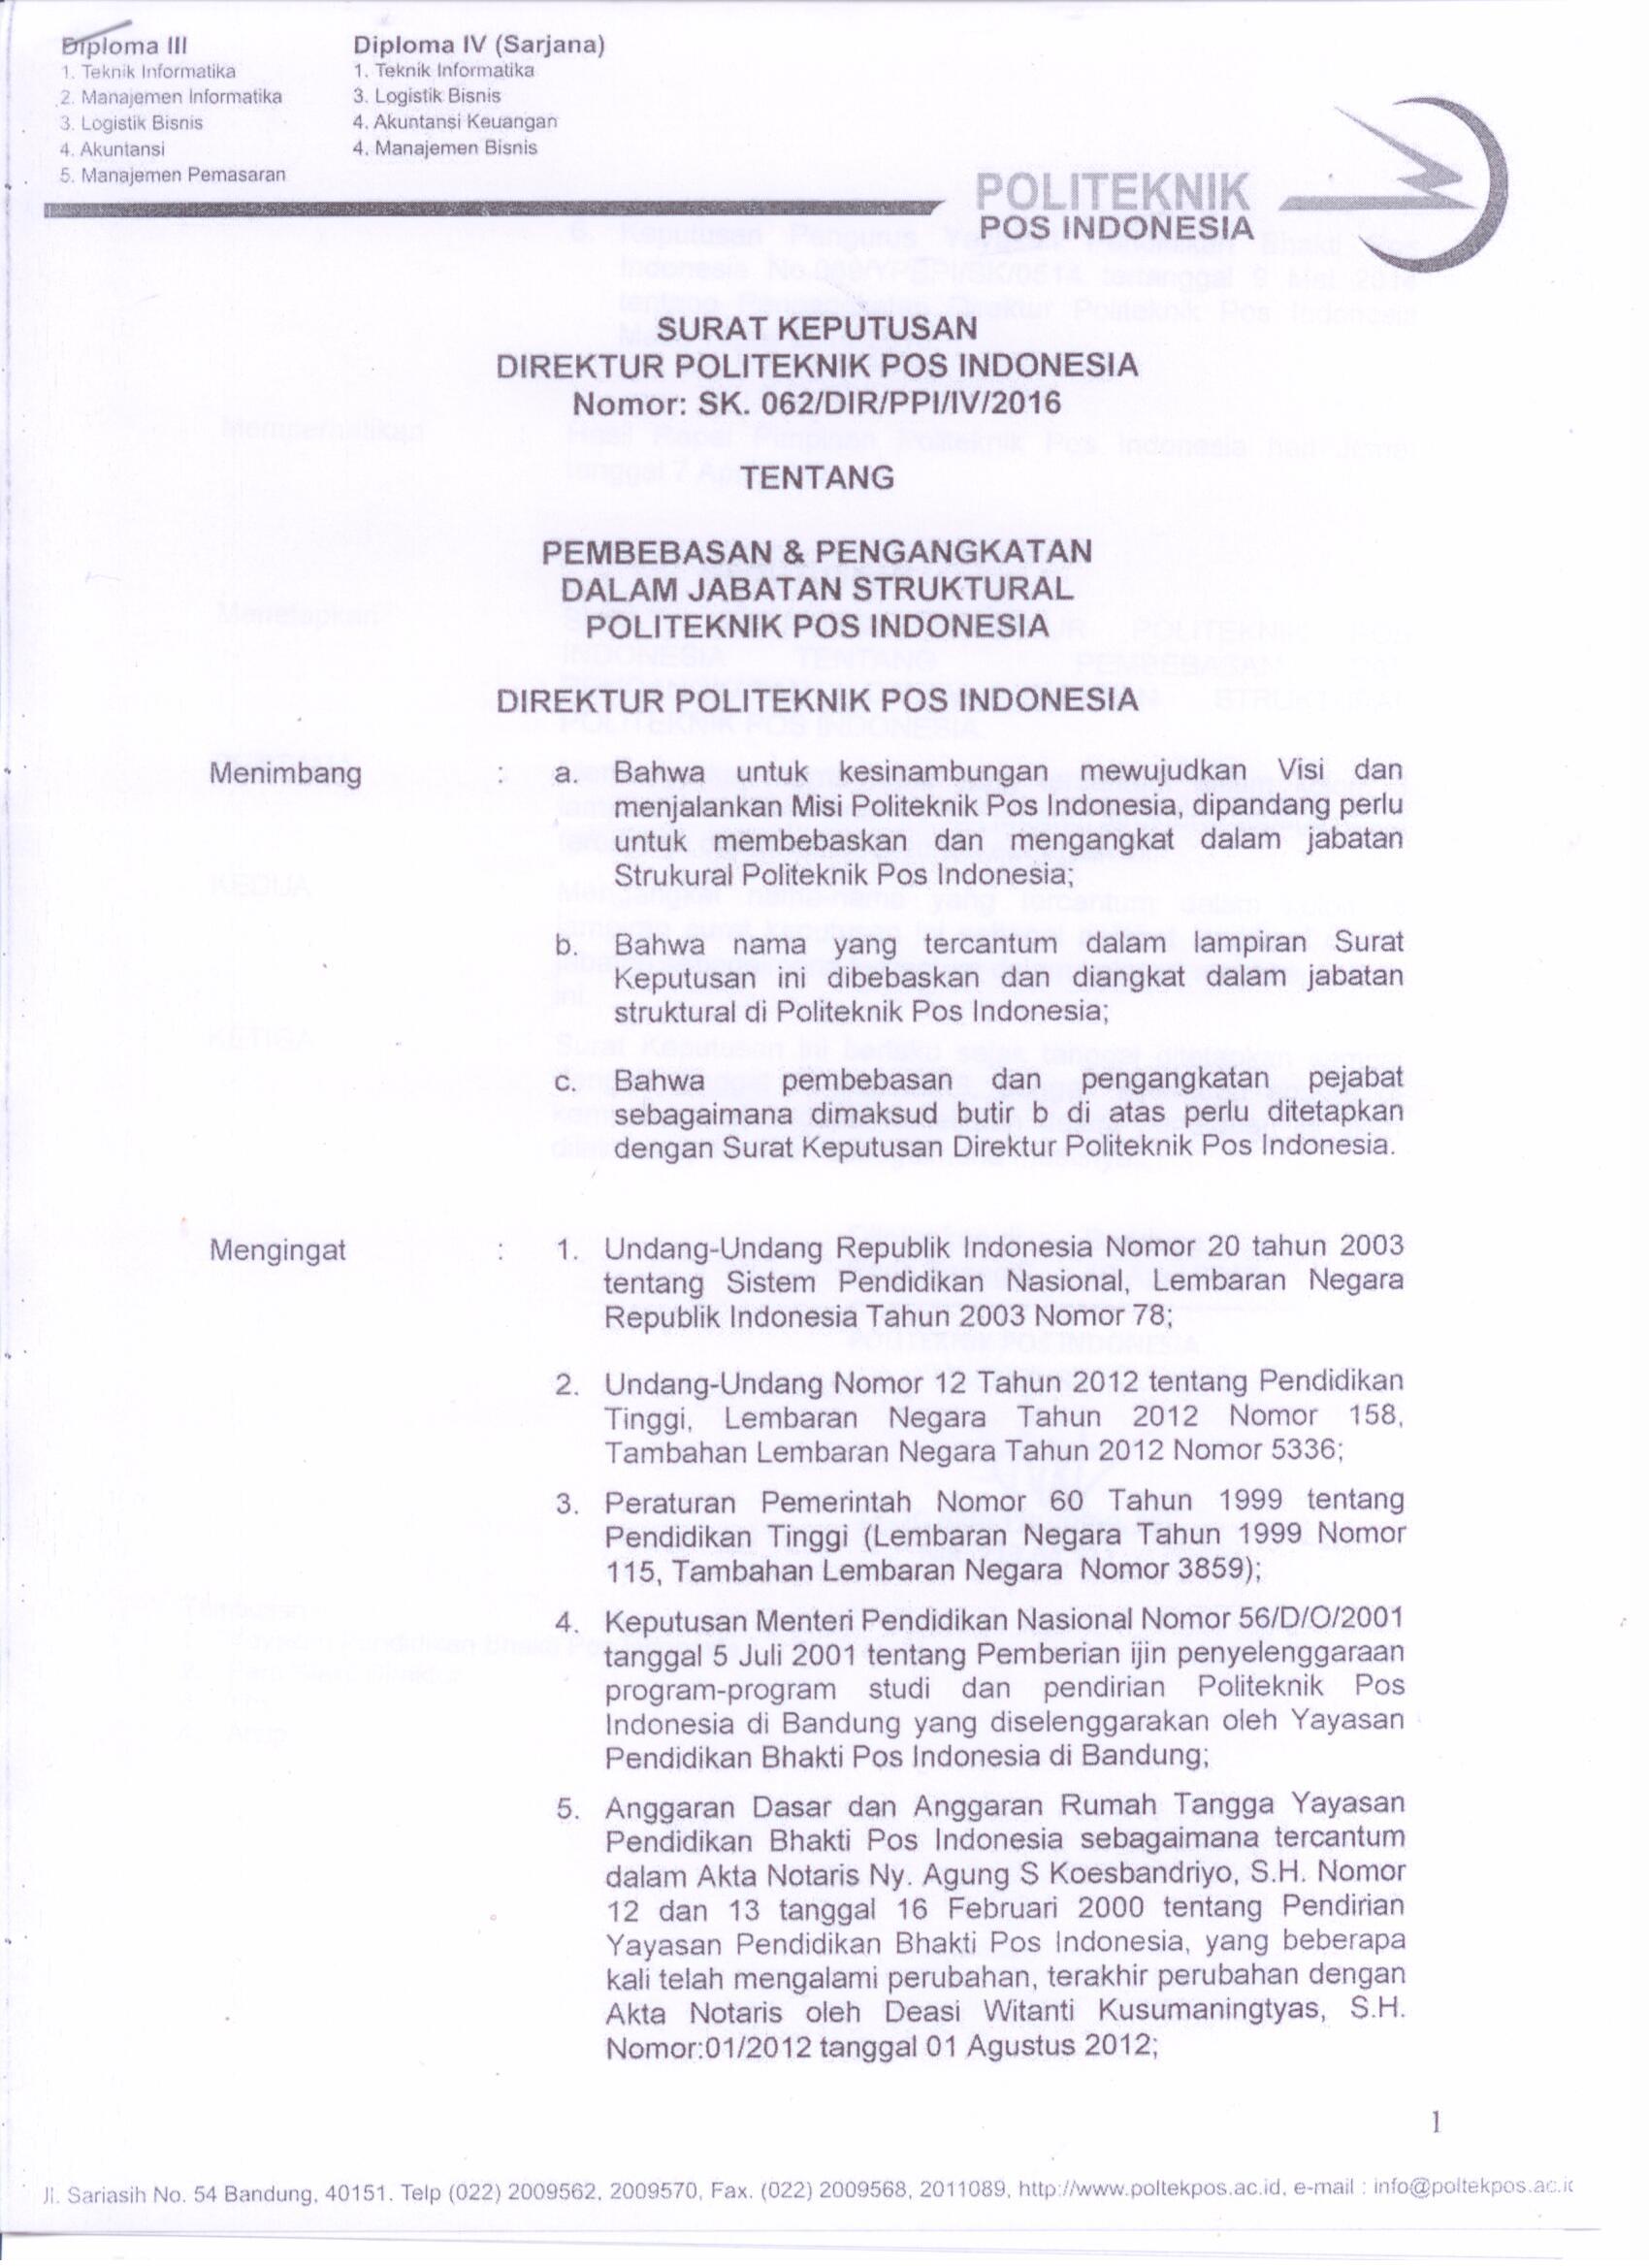 Diploma III
1. Teknik Informatika
2. Manajemen Informatika
3. Logistik Bisnis
4. Akuntansi
5. Manajemen Pemasaran
Diploma IV (Sarjana)
1. Teknik Informatika
3. Logistik Bisnis
4. Akuntansi Keuangan
4. Manajemen Bisnis
POLITEKNIK
POS INDONESIA
SURAT KEPUTUSAN
DIREKTUR POLITEKNIK POS INDONESIA
Nomor: SK. 062/DIR/PPI/IV/2016
TENTANG
PEMBEBASAN & PENGANGKATAN
DALAM JABATAN STRUKTURAL
POLITEKNIK POS INDONESIA
DIREKTUR POLITEKNIK POS INDONESIA
Menimbang : a. Bahwa untuk kesinambungan mewujudkan Visi dan
menjalankan Misi Politeknik Pos Indonesia, dipandang perlu
untuk membebaskan dan mengangkat dalam jabatan
Strukural Politeknik Pos Indonesia;
b. Bahwa nama yang tercantum dalam lampiran Surat
Keputusan ini dibebaskan dan diangkat dalam jabatan
struktural di Politeknik Pos Indonesia;
c. Bahwa pembebasan dan pengangkatan pejabat
sebagaimana dimaksud butir b di atas perlu ditetapkan
dengan Surat Keputusan Direktur Politeknik Pos Indonesia.
Mengingat : 1. Undang-Undang Republik Indonesia Nomor 20 tahun 2003
tentang Sistem Pendidikan Nasional, Lembaran Negara
Republik Indonesia Tahun 2003 Nomor 78;
2. Undang-Undang Nomor 12 Tahun 2012 tentang Pendidikan
Tinggi, Lembaran Negara Tahun 2012 Nomor 158,
Tambahan Lembaran Negara Tahun 2012 Nomor 5336;
3. Peraturan Pemerintah Nomor 60 Tahun 1999 tentang
Pendidikan Tinggi (Lembaran Negara Tahun 1999 Nomor
115, Tambahan Lembaran Negara Nomor 3859);
4. Keputusan Menteri Pendidikan Nasional Nomor 56/D/O/2001
tanggal 5 Juli 2001 tentang Pemberian ijin penyelenggaraan
program-program studi dan pendirian Politeknik Pos
Indonesia di Bandung yang diselenggarakan oleh Yayasan
Pendidikan Bhakti Pos Indonesia di Bandung;
5. Anggaran Dasar dan Anggaran Rumah Tangga Yayasan
Pendidikan Bhakti Pos Indonesia sebagaimana tercantum
dalam Akta Notaris Ny. Agung S Koesbandriyo, S.H. Nomor
12 dan 13 tanggal 16 Februari 2000 tentang Pendirian
Yayasan Pendidikan Bhakti Pos Indonesia, yang beberapa
kali telah mengalami perubahan, terakhir perubahan dengan
Akta Notaris oleh Deasi Witanti Kusumaningtyas, S.H.
Nomor:01/2012 tanggal 01 Agustus 2012;
1
Jl. Sariasih No. 54 Bandung, 40151. Telp (022) 2009562, 2009570, Fax. (022) 2009568, 2011089, http://www.poltekpos.ac.id, e-mail : info@poltekpos.ac.ic